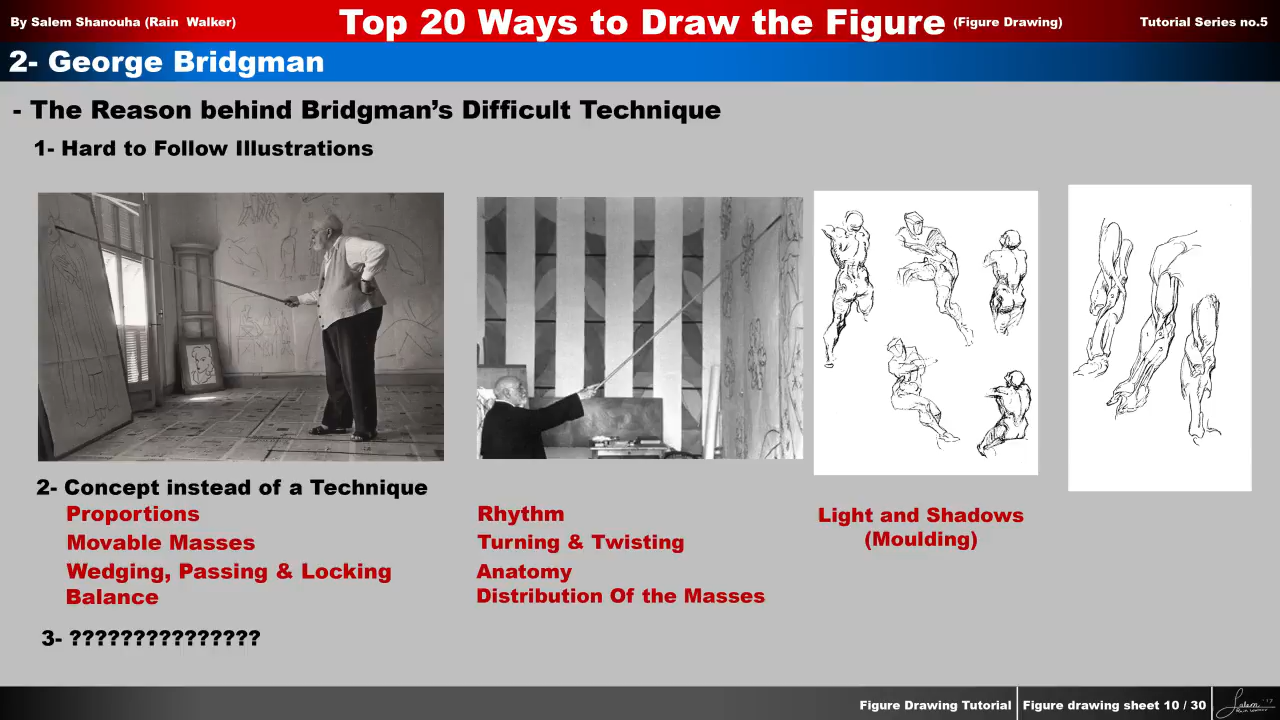 By Salem Shanouha (Rain Walker)
Top 20 Ways to Draw the Figure (Figure Drawing)
Tutorial Series no.5
2- George Bridgman
- The Reason behind Bridgman’s Difficult Technique
1- Hard to Follow Illustrations
2- Concept instead of a Technique
Proportions
Movable Masses
Wedging, Passing & Locking
Balance
Rhythm
Turning & Twisting
Anatomy
Distribution Of the Masses
Light and Shadows
(Moulding)
3- ???????????????
Figure Drawing Tutorial
Figure drawing sheet 10 / 30
Salem